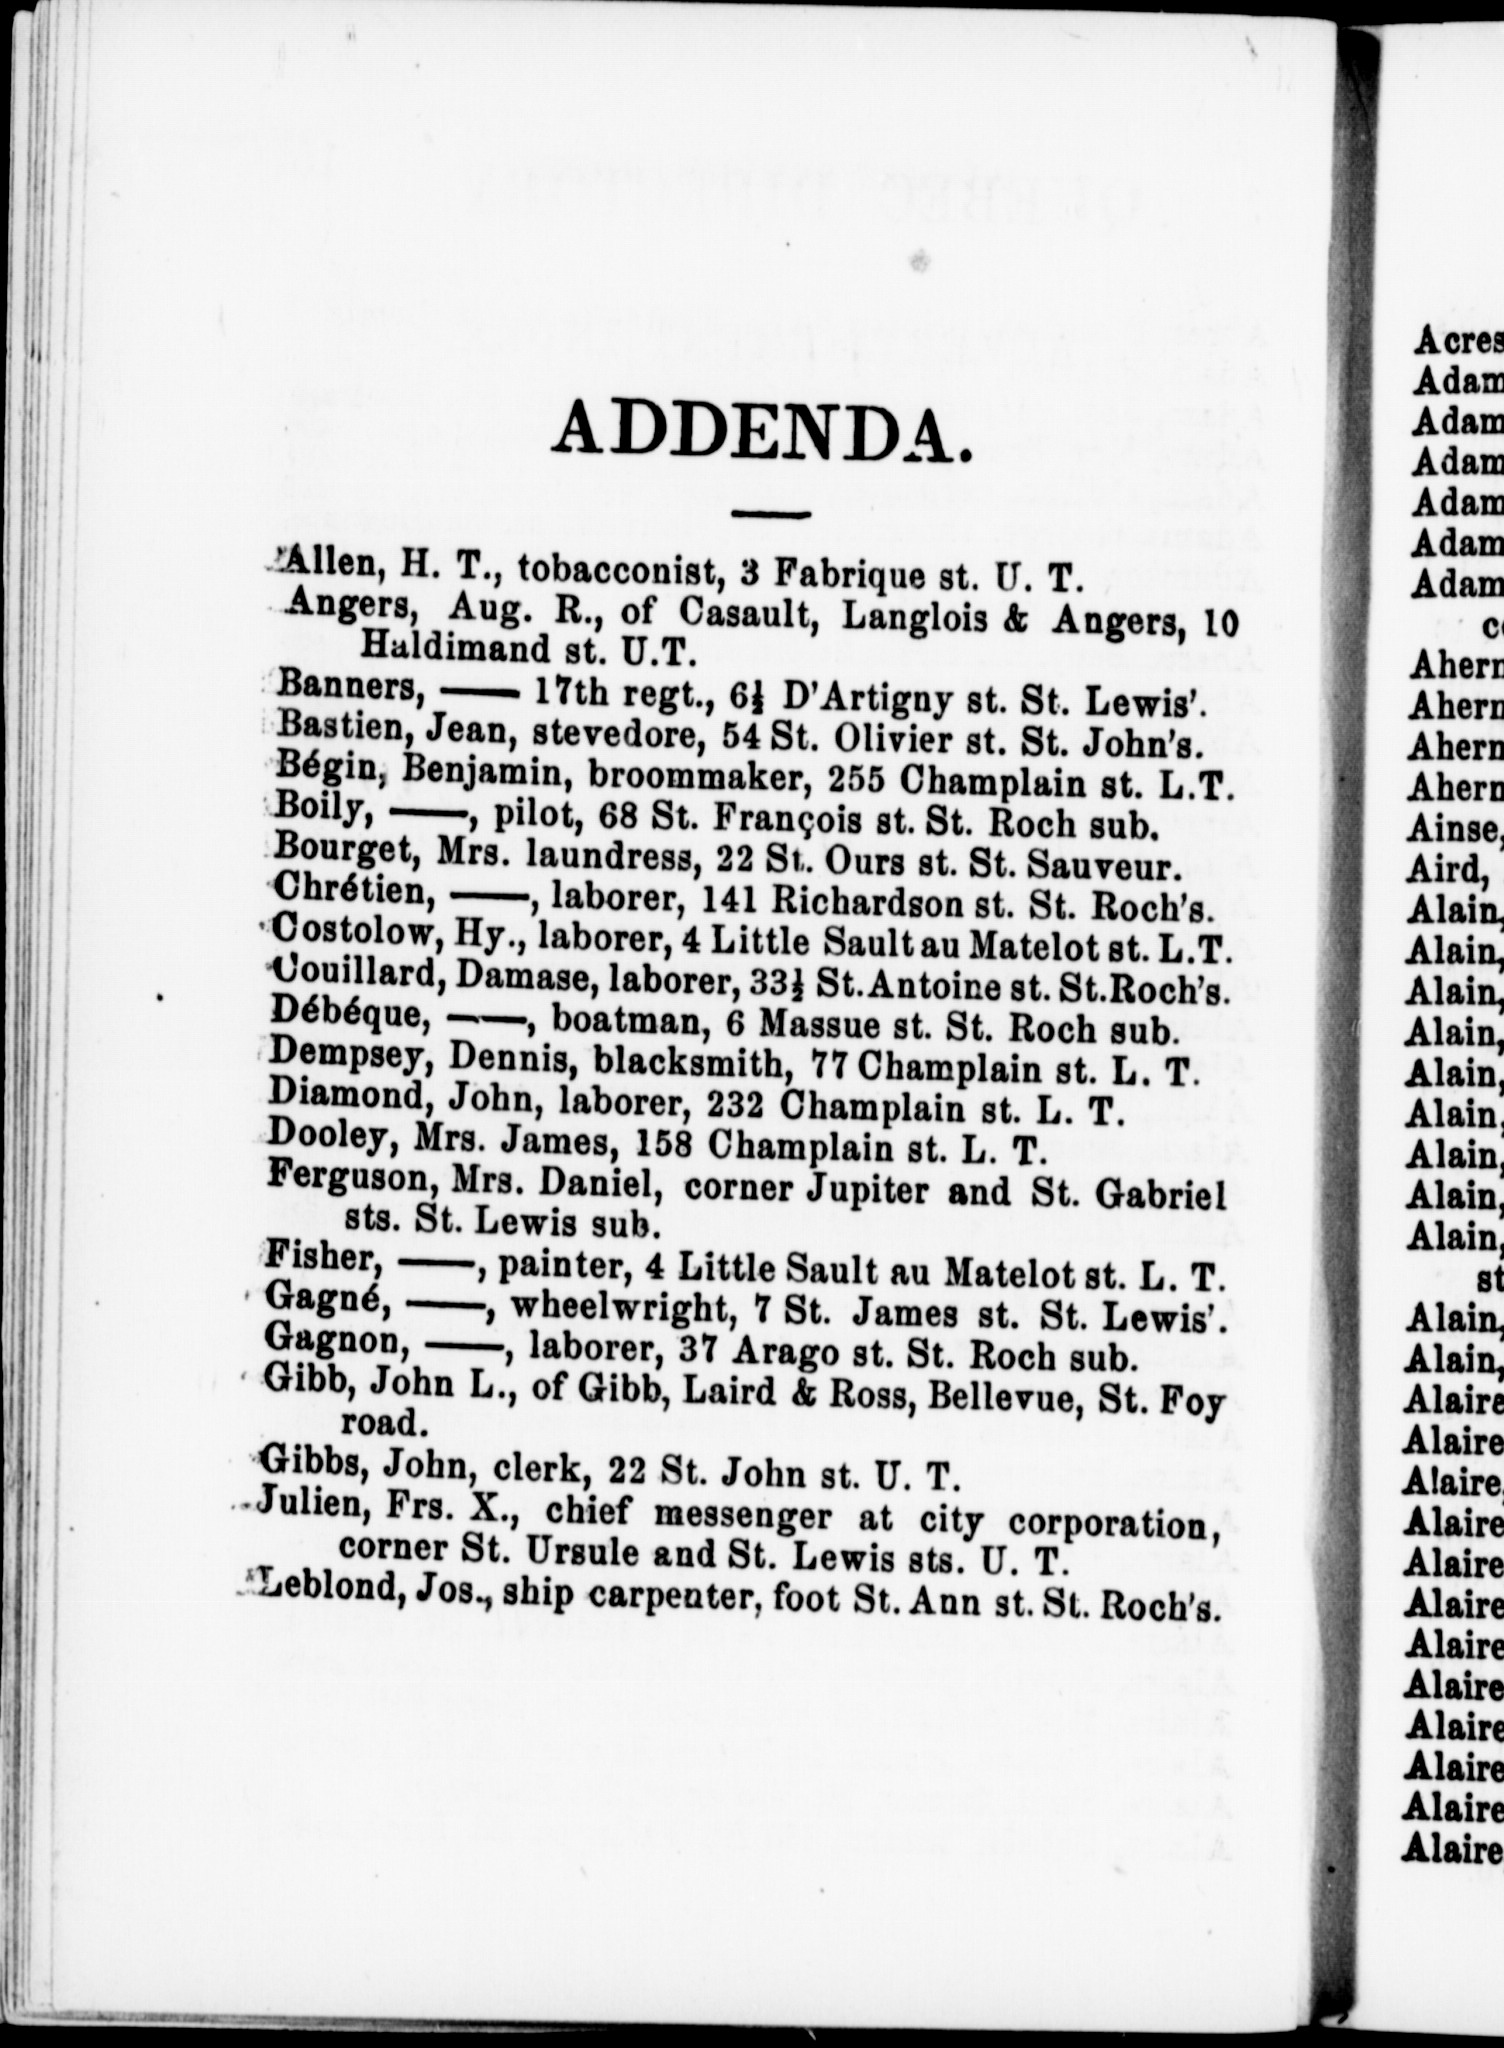 ADDENDA.
Allen, H. T., tobacconist, 3 Fabrique st. U. T.
Angers, Aug. R., of Casault, Langlois & Angers, 10
Haldimand st. U.T.
Banners, —— 17th regt., 6½ D'Artigny st. St. Lewis'.
Bastien, Jean, stevedore, 54 St. Olivier st. St. John's.
Bégin, Benjamin, broommaker, 255 Champlain st. L.T.
Boily, ——, pilot, 68 St. François st. St. Roch sub.
Bourget, Mrs. laundress, 22 St. Ours st. St. Sauveur.
Chrétien, ——, laborer, 141 Richardson st. St. Roch's.
Costolow, Hy., laborer, 4 Little Sault au Matelot st. L.T.
Couillard, Damase, laborer, 33½ St. Antoine st. St. Roch's.
Débéque, ——, boatman, 6 Massue st. St. Roch sub.
Dempsey, Dennis, blacksmith, 77 Champlain st. L. T.
Diamond, John, laborer, 232 Champlain st. L. T.
Dooley, Mrs. James, 158 Champlain st. L. T.
Ferguson, Mrs. Daniel, corner Jupiter and St. Gabriel
sts. St. Lewis sub.
Fisher, ——, painter, 4 Little Sault au Matelot st. L. T.
Gagné, ——, wheelwright, 7 St. James st. St. Lewis'.
Gagnon, ——, laborer, 37 Arago st. St. Roch sub.
Gibb, John L., of Gibb, Laird & Ross, Bellevue, St. Foy
road.
Gibbs, John, clerk, 22 St. John st. U. T.
Julien, Frs. X., chief messenger at city corporation,
corner St. Ursule and St. Lewis sts. U. T.
Leblond, Jos., ship carpenter, foot St. Ann st. St. Roch's.
Acres
Adam
Adam
Adam
Adam
Adam
Adam
Ahern
Ahern
Ahern
Ahern
Ainse,
Aird,
Alain,
Alain,
Alain,
Alain,
Alain,
Alain,
Alain,
Alain,
Alain,
st
Alain,
Alain,
Alaire
Alaire
Alaire,
Alaire
Alaire
Alaire
Alaire
Alaire
Alaire
Alaire
Alaire
Alaire